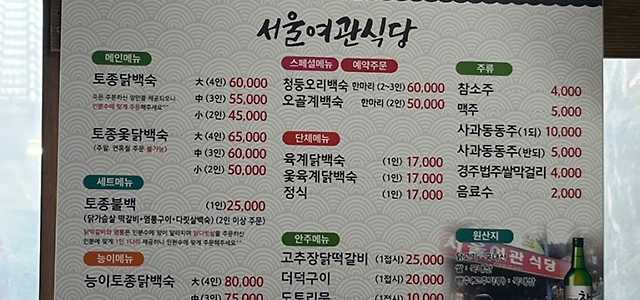 서울여관식당
메인메뉴
토종닭백숙 大 (4인) 60,000
中 (3인) 55,000
小 (2인) 45,000
토종옻닭백숙 大 (4인) 65,000
(주말, 연휴철 주문 불가능) 中 (3인) 60,000
小 (2인) 50,000
세트메뉴
토종불백 (1인)25,000
(닭가슴살 떡갈비+염통구이+다릿살백숙) (2인 이상 주문)
능이메뉴
능이토종닭백숙 大 (4인) 80,000
中 (3인) 75,000
스페셜메뉴 예약주문
청둥오리백숙 한마리 (2~3인) 60,000
오골계백숙 한마리 (2인) 50,000
단체메뉴
육계닭백숙 (1인) 17,000
옻육계닭백숙 (1인) 17,000
정식 (1인) 17,000
안주메뉴
고추장닭떡갈비 (1접시) 25,000
더덕구이 (1접시) 20,000
도토리묵 (1접시) 10,000
주류
참소주 4,000
맥주 5,000
사과동동주 (1되) 10,000
사과동동주 (반되) 5,000
경주법주쌀막걸리 4,000
음료수 2,000
원산지
서울여관식당